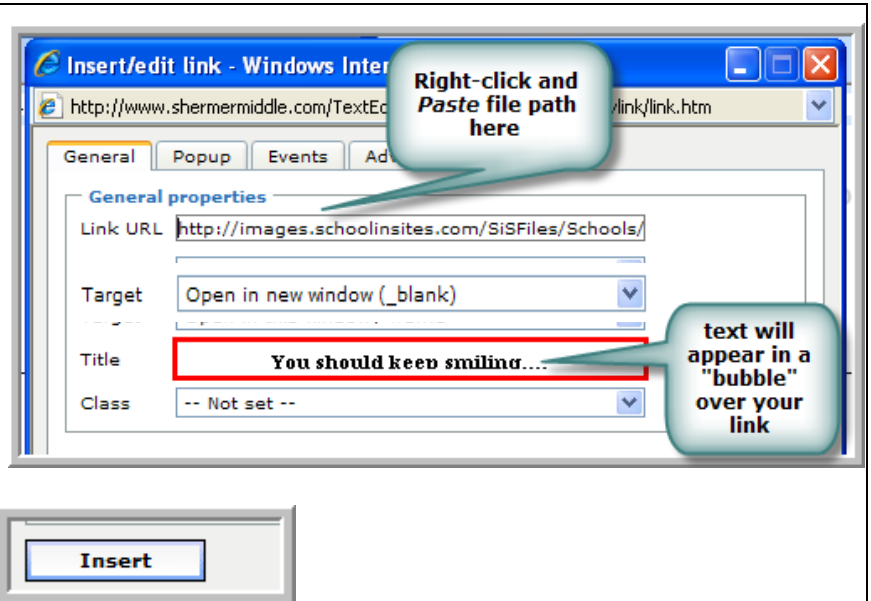 Insert/edit link - Windows Inter
Right-click and
Paste file path
here
http://www.shermermiddle.com/TextEd
/link/link.htm
General Popup Events Ad
General properties
Link URL http://images.schoolinsites.com/SiSFiles/Schools/
Target Open in new window (_blank)
Title You should keep smiling....
text will
appear in a
"bubble"
over your
link
Class -- Not set --
Insert